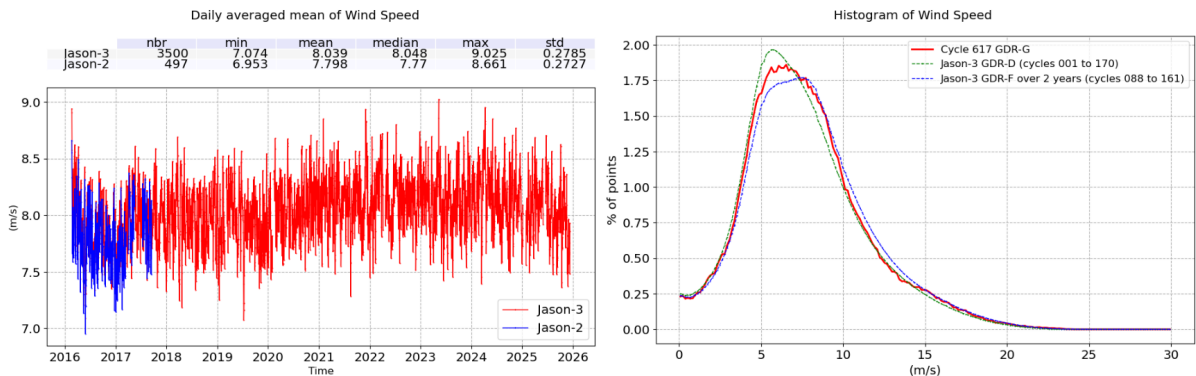 Daily averaged mean of Wind Speed
nbr min mean median max std
Jason-3 3500 7.074 8.039 8.048 9.025 0.2785
Jason-2 497 6.953 7.798 7.77 8.661 0.2727
9.0
8.5
8.0
7.5
7.0
(m/s)
2016 2017 2018 2019 2020 2021 2022 2023 2024 2025 2026
Time
Jason-3
Jason-2
Histogram of Wind Speed
2.00
1.75
1.50
1.25
1.00
0.75
0.50
0.25
0.00
% of points
0 5 10 15 20 25 30
(m/s)
Cycle 617 GDR-G
Jason-3 GDR-D (cycles 001 to 170)
Jason-3 GDR-F over 2 years (cycles 088 to 161)